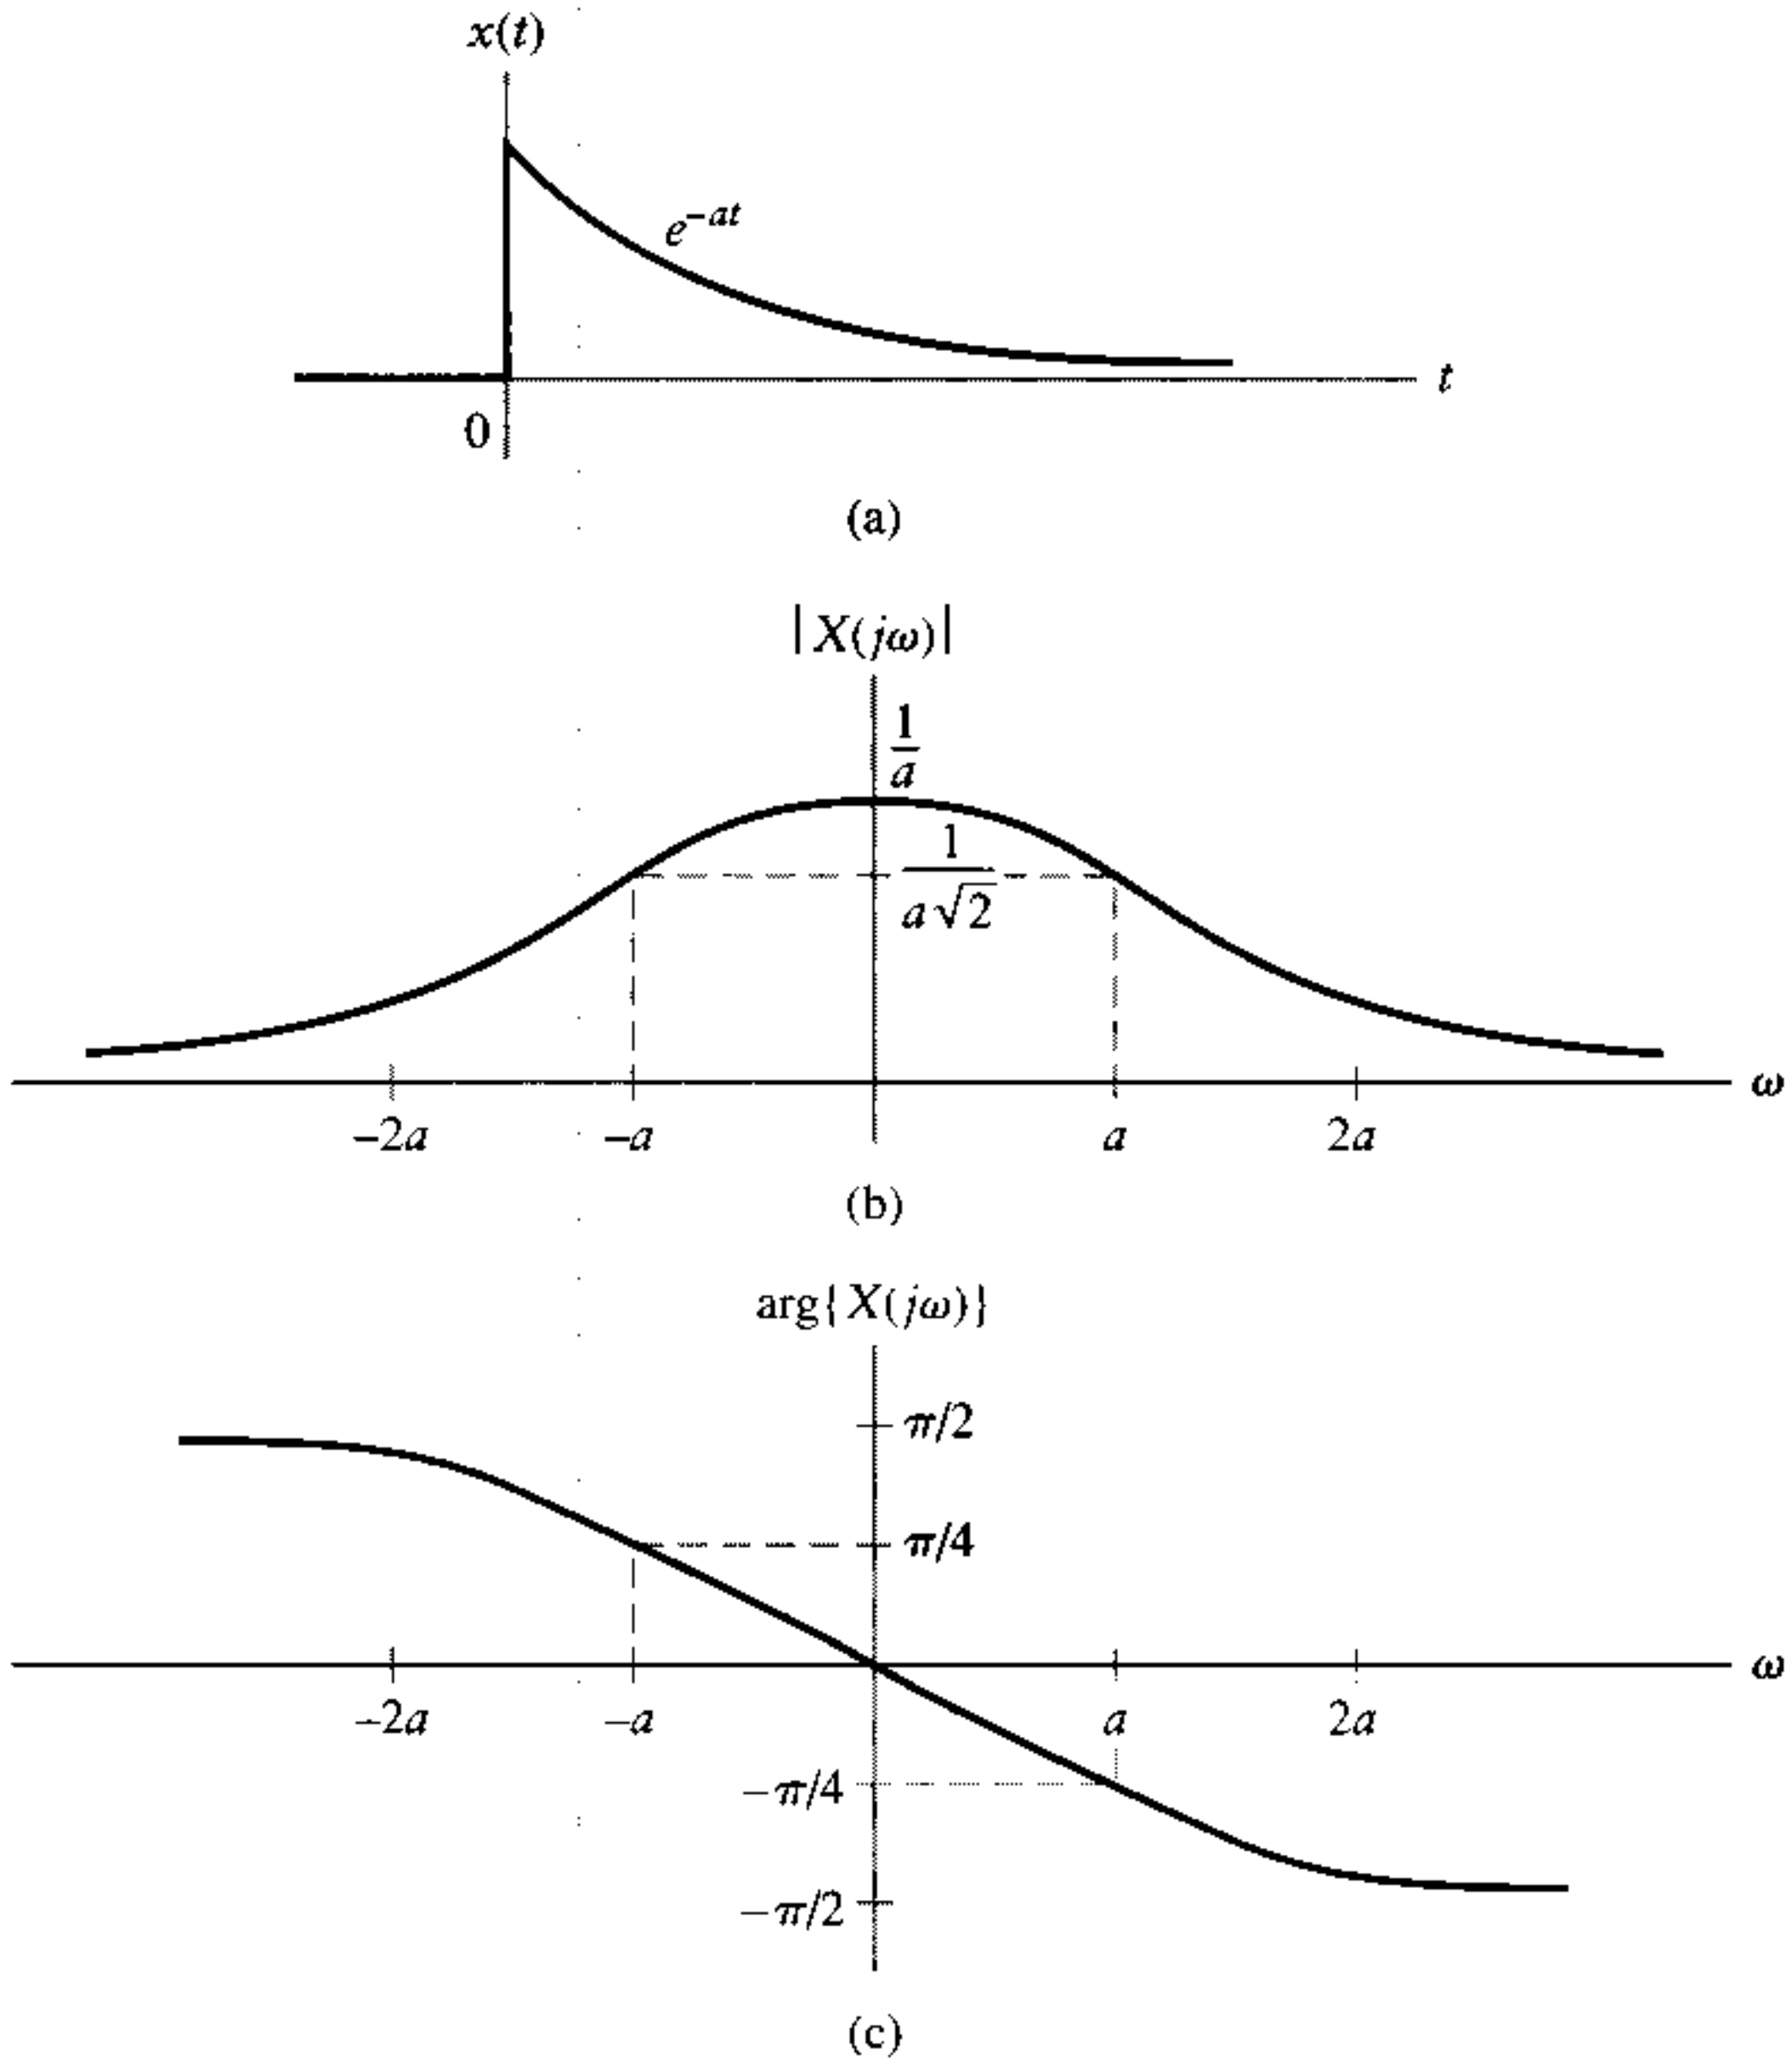 x(t)
e^{-at}
t
0
(a)
|X(jω)|
1/a
1/(a√2)
ω
-2a -a a 2a
(b)
arg{X(jω)}
π/2
π/4
ω
-2a -a a 2a
-π/4
-π/2
(c)